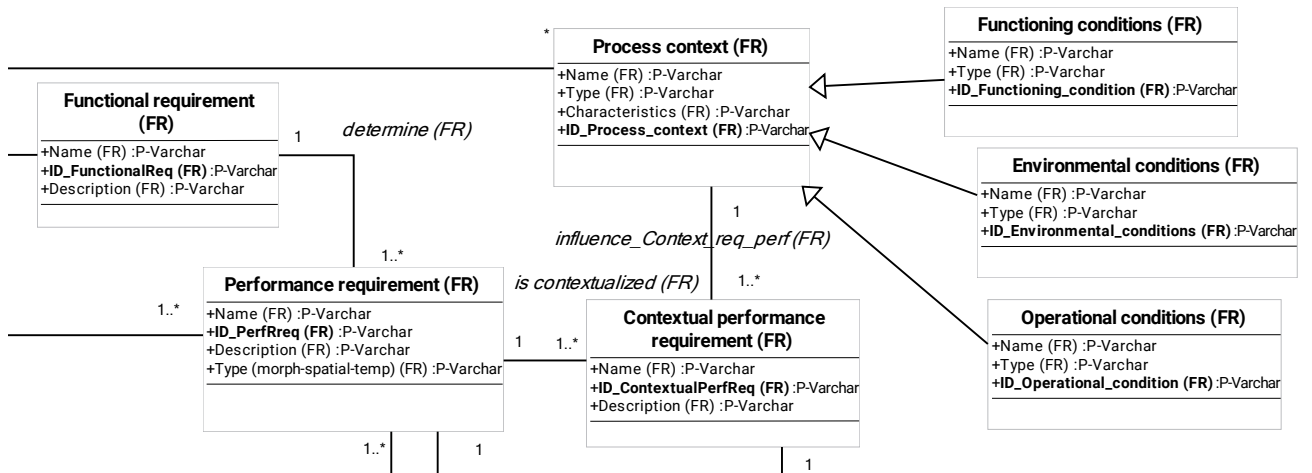 Functioning conditions (FR)
+Name (FR) :P-Varchar
+Type (FR) :P-Varchar
+ID_Functioning_condition (FR) :P-Varchar
*
Process context (FR)
+Name (FR) :P-Varchar
+Type (FR) :P-Varchar
+Characteristics (FR) :P-Varchar
+ID_Process_context (FR) :P-Varchar
Functional requirement
(FR)
+Name (FR) :P-Varchar
+ID_FunctionalReq (FR) :P-Varchar
+Description (FR) :P-Varchar
1
determine (FR)
1..*
Environmental conditions (FR)
+Name (FR) :P-Varchar
+Type (FR) :P-Varchar
+ID_Environmental_conditions (FR) :P-Varchar
1
influence_Context_req_perf (FR)
1..*
Performance requirement (FR)
+Name (FR) :P-Varchar
+ID_PerfRreq (FR) :P-Varchar
+Description (FR) :P-Varchar
+Type (morph-spatial-temp) (FR) :P-Varchar
1..*
is contextualized (FR)
1
1..*
Contextual performance
requirement (FR)
+Name (FR) :P-Varchar
+ID_ContextualPerfReq (FR) :P-Varchar
+Description (FR) :P-Varchar
Operational conditions (FR)
+Name (FR) :P-Varchar
+Type (FR) :P-Varchar
+ID_Operational_condition (FR) :P-Varchar
1..*
1
1